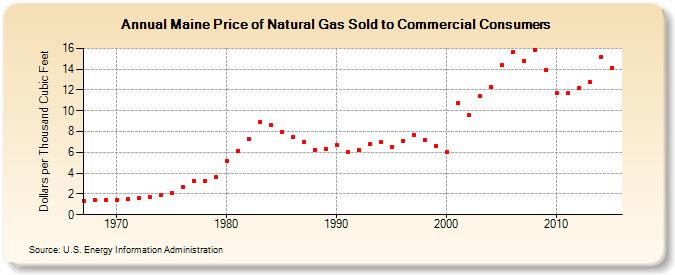 Annual Maine Price of Natural Gas Sold to Commercial Consumers
Dollars per Thousand Cubic Feet
16
14
12
10
8
6
4
2
0
1970 1980 1990 2000 2010
Source: U.S. Energy Information Administration